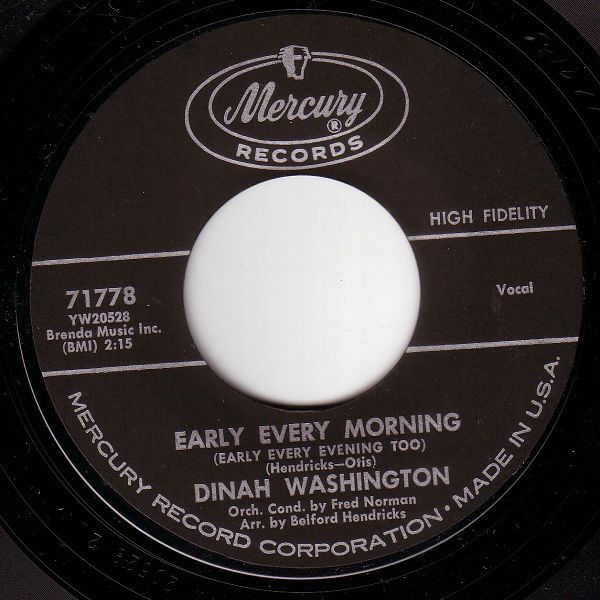 Mercury
®
RECORDS
HIGH FIDELITY
71778
YW20528
Brenda Music Inc.
(BMI) 2:15
Vocal
EARLY EVERY MORNING
(EARLY EVERY EVENING TOO)
(Hendricks—Otis)
DINAH WASHINGTON
Orch. Cond. by Fred Norman
Arr. by Belford Hendricks
MERCURY RECORD CORPORATION • MADE IN U.S.A.